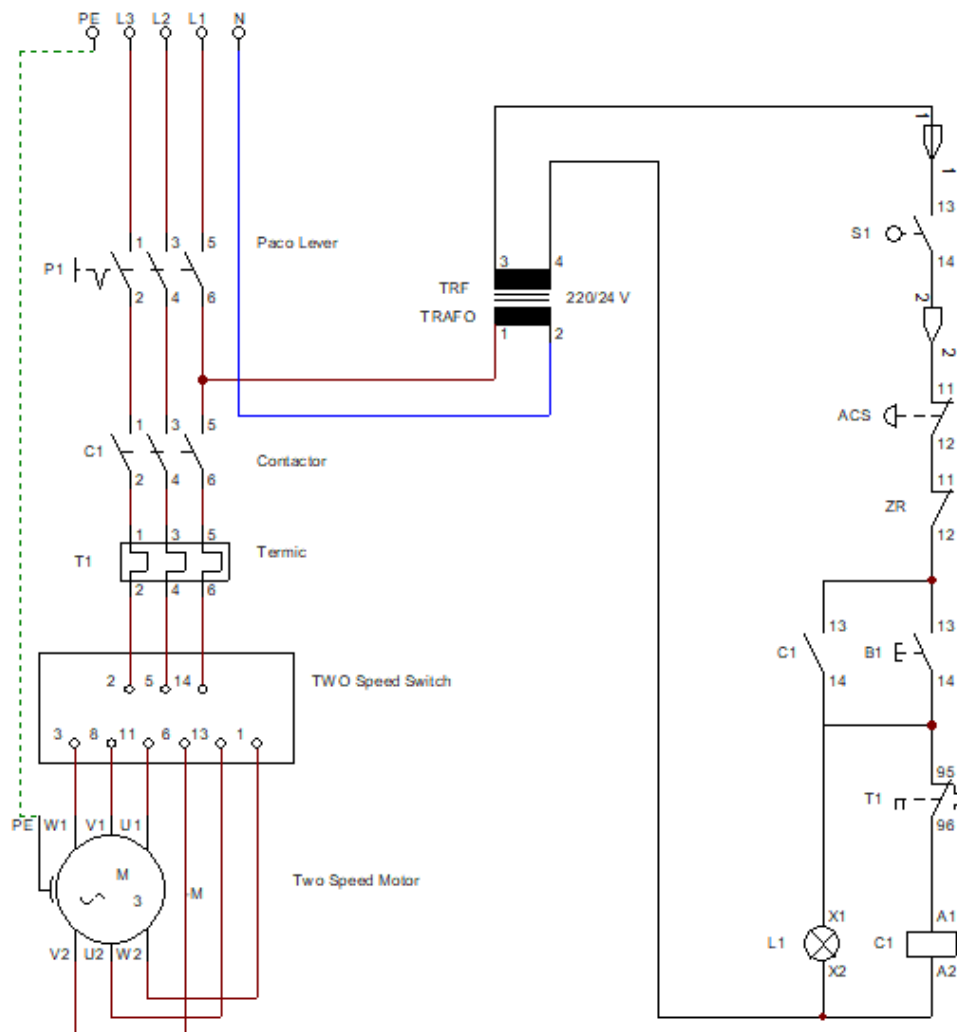 PE L3 L2 L1 N
1
1
13
S1
14
2
2
1 3 5 Paco Lever
P1
2 4 6
3 4
TRF 220/24 V
TRAFO
1 2
11
ACS
12
1 3 5
C1 Contactor
2 4 6
11
ZR
12
1 3 5 Termic
T1
2 4 6
13 13
C1 B1
14 14
2 5 14 TWO Speed Switch
3 8 11 6 13 1
95
T1
96
PE W1 V1 U1
M Two Speed Motor
3 M
V2 U2 W2
X1 A1
L1 C1
X2 A2